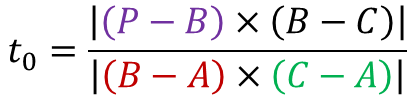 t₀ = |(P − B) × (B − C)| / |(B − A) × (C − A)|